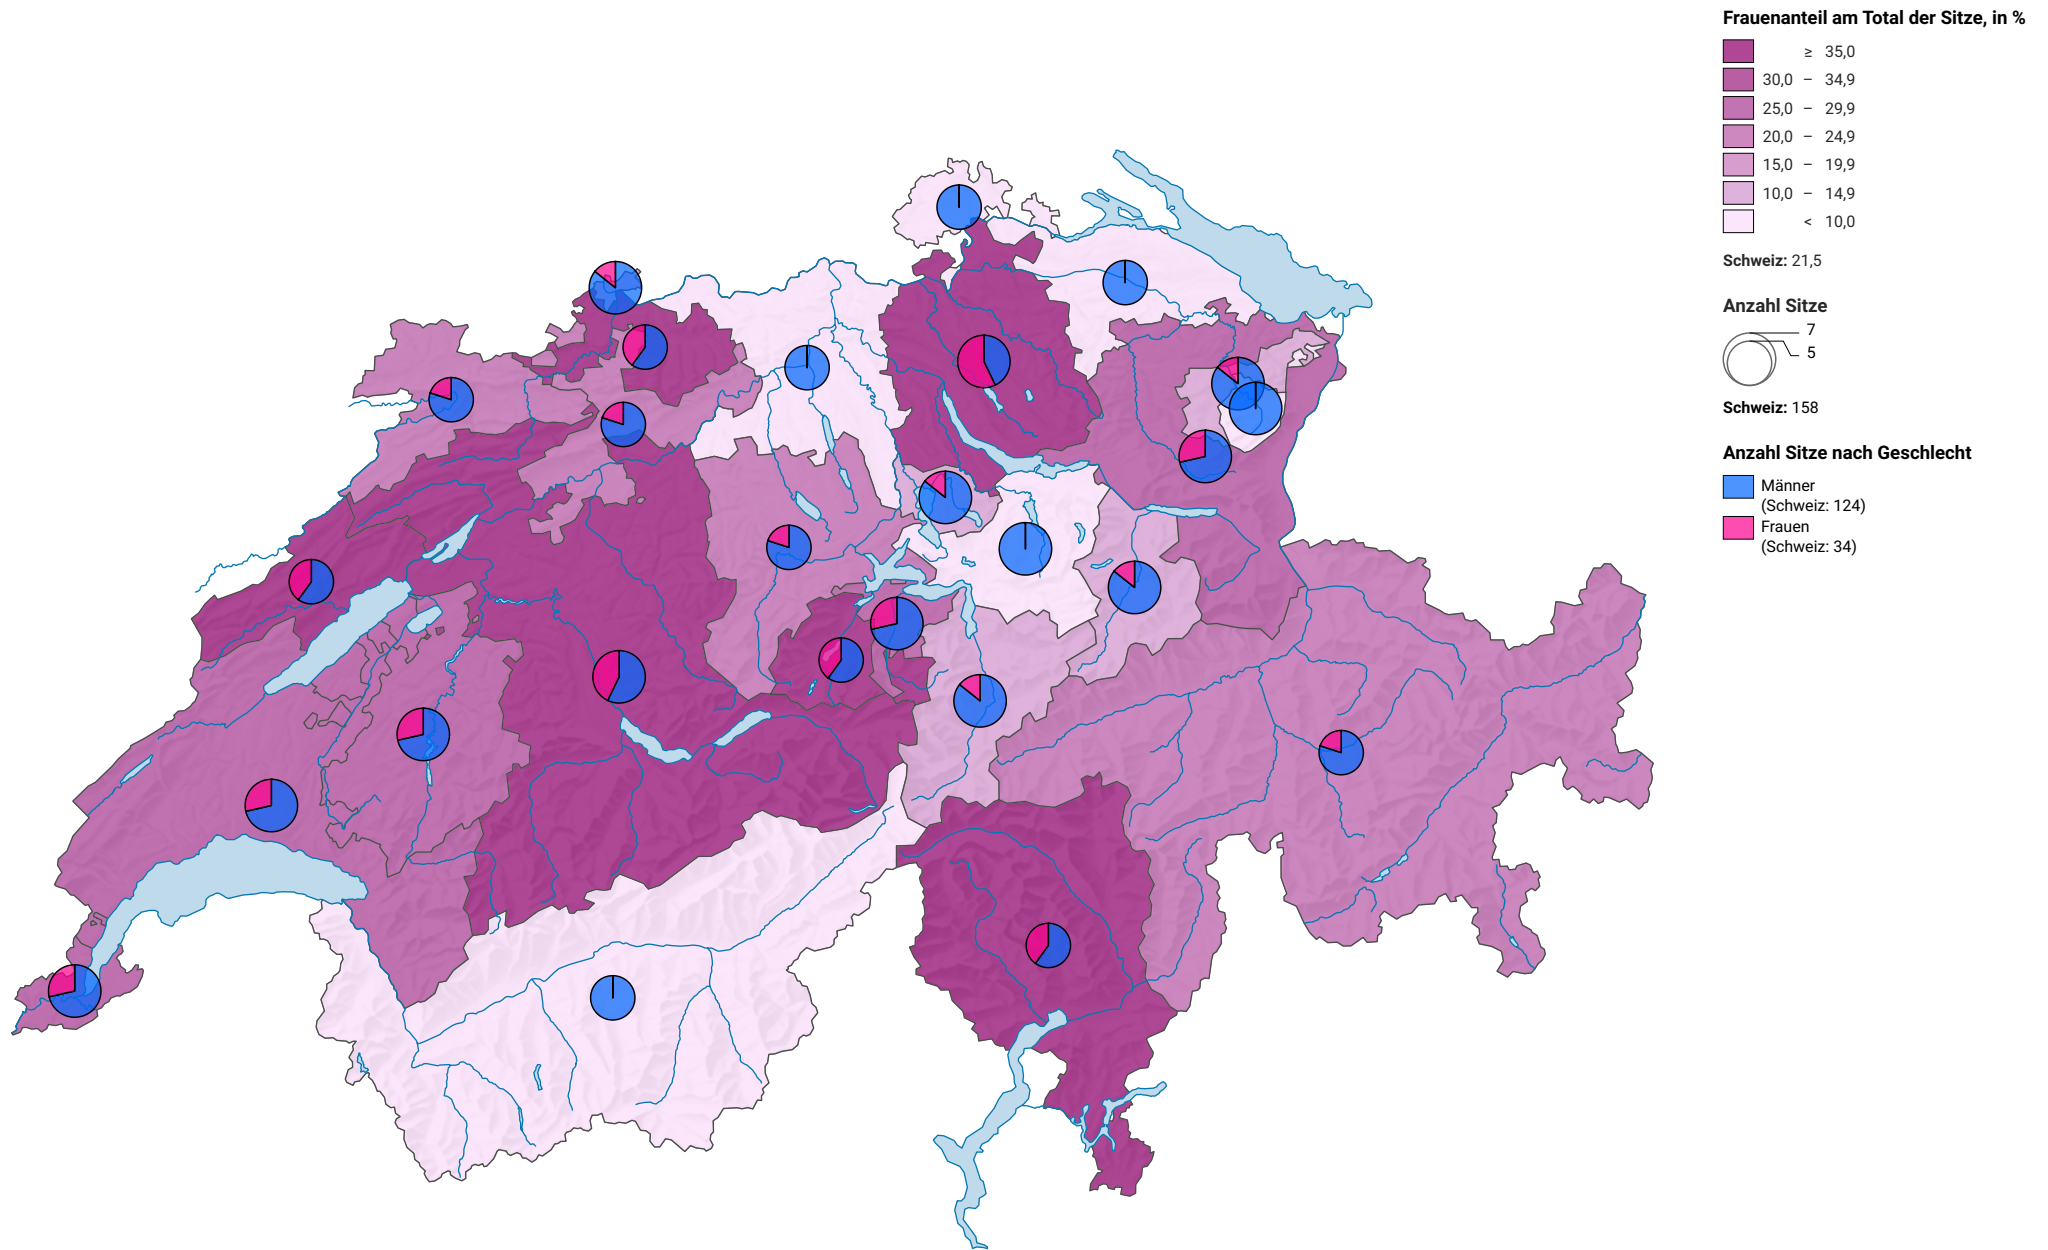 Frauenanteil am Total der Sitze, in %
≥ 35,0
30,0 – 34,9
25,0 – 29,9
20,0 – 24,9
15,0 – 19,9
10,0 – 14,9
< 10,0
Schweiz: 21,5
Anzahl Sitze
7
5
Schweiz: 158
Anzahl Sitze nach Geschlecht
Männer
(Schweiz: 124)
Frauen
(Schweiz: 34)